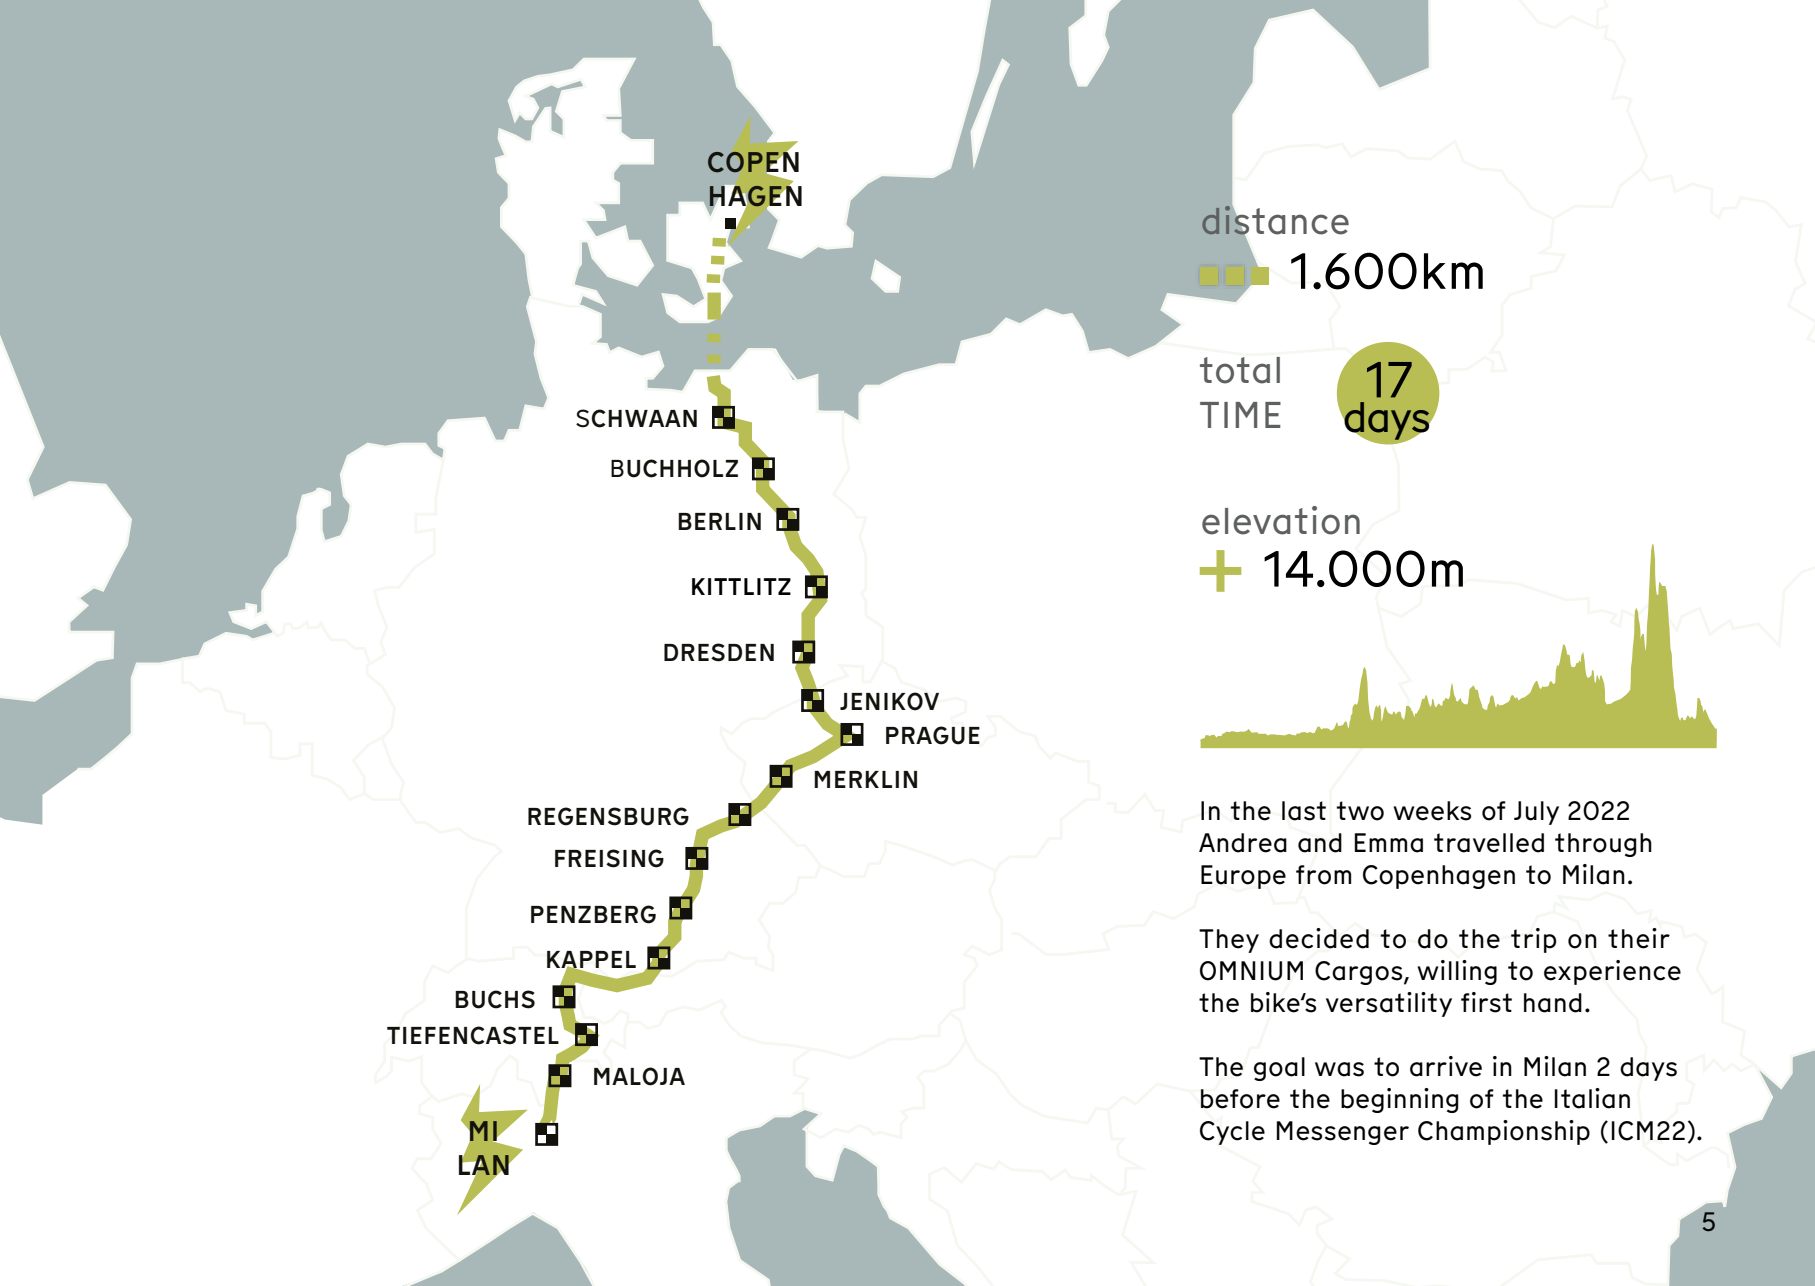 COPEN
HAGEN
SCHWAAN
BUCHHOLZ
BERLIN
KITTLITZ
DRESDEN
JENIKOV
PRAGUE
MERKLIN
REGENSBURG
FREISING
PENZBERG
KAPPEL
BUCHS
TIEFENCASTEL
MALOJA
MI
LAN
distance
1.600km
total
TIME
17
days
elevation
+ 14.000m
In the last two weeks of July 2022
Andrea and Emma travelled through
Europe from Copenhagen to Milan.
They decided to do the trip on their
OMNIUM Cargos, willing to experience
the bike's versatility first hand.
The goal was to arrive in Milan 2 days
before the beginning of the Italian
Cycle Messenger Championship (ICM22).
5